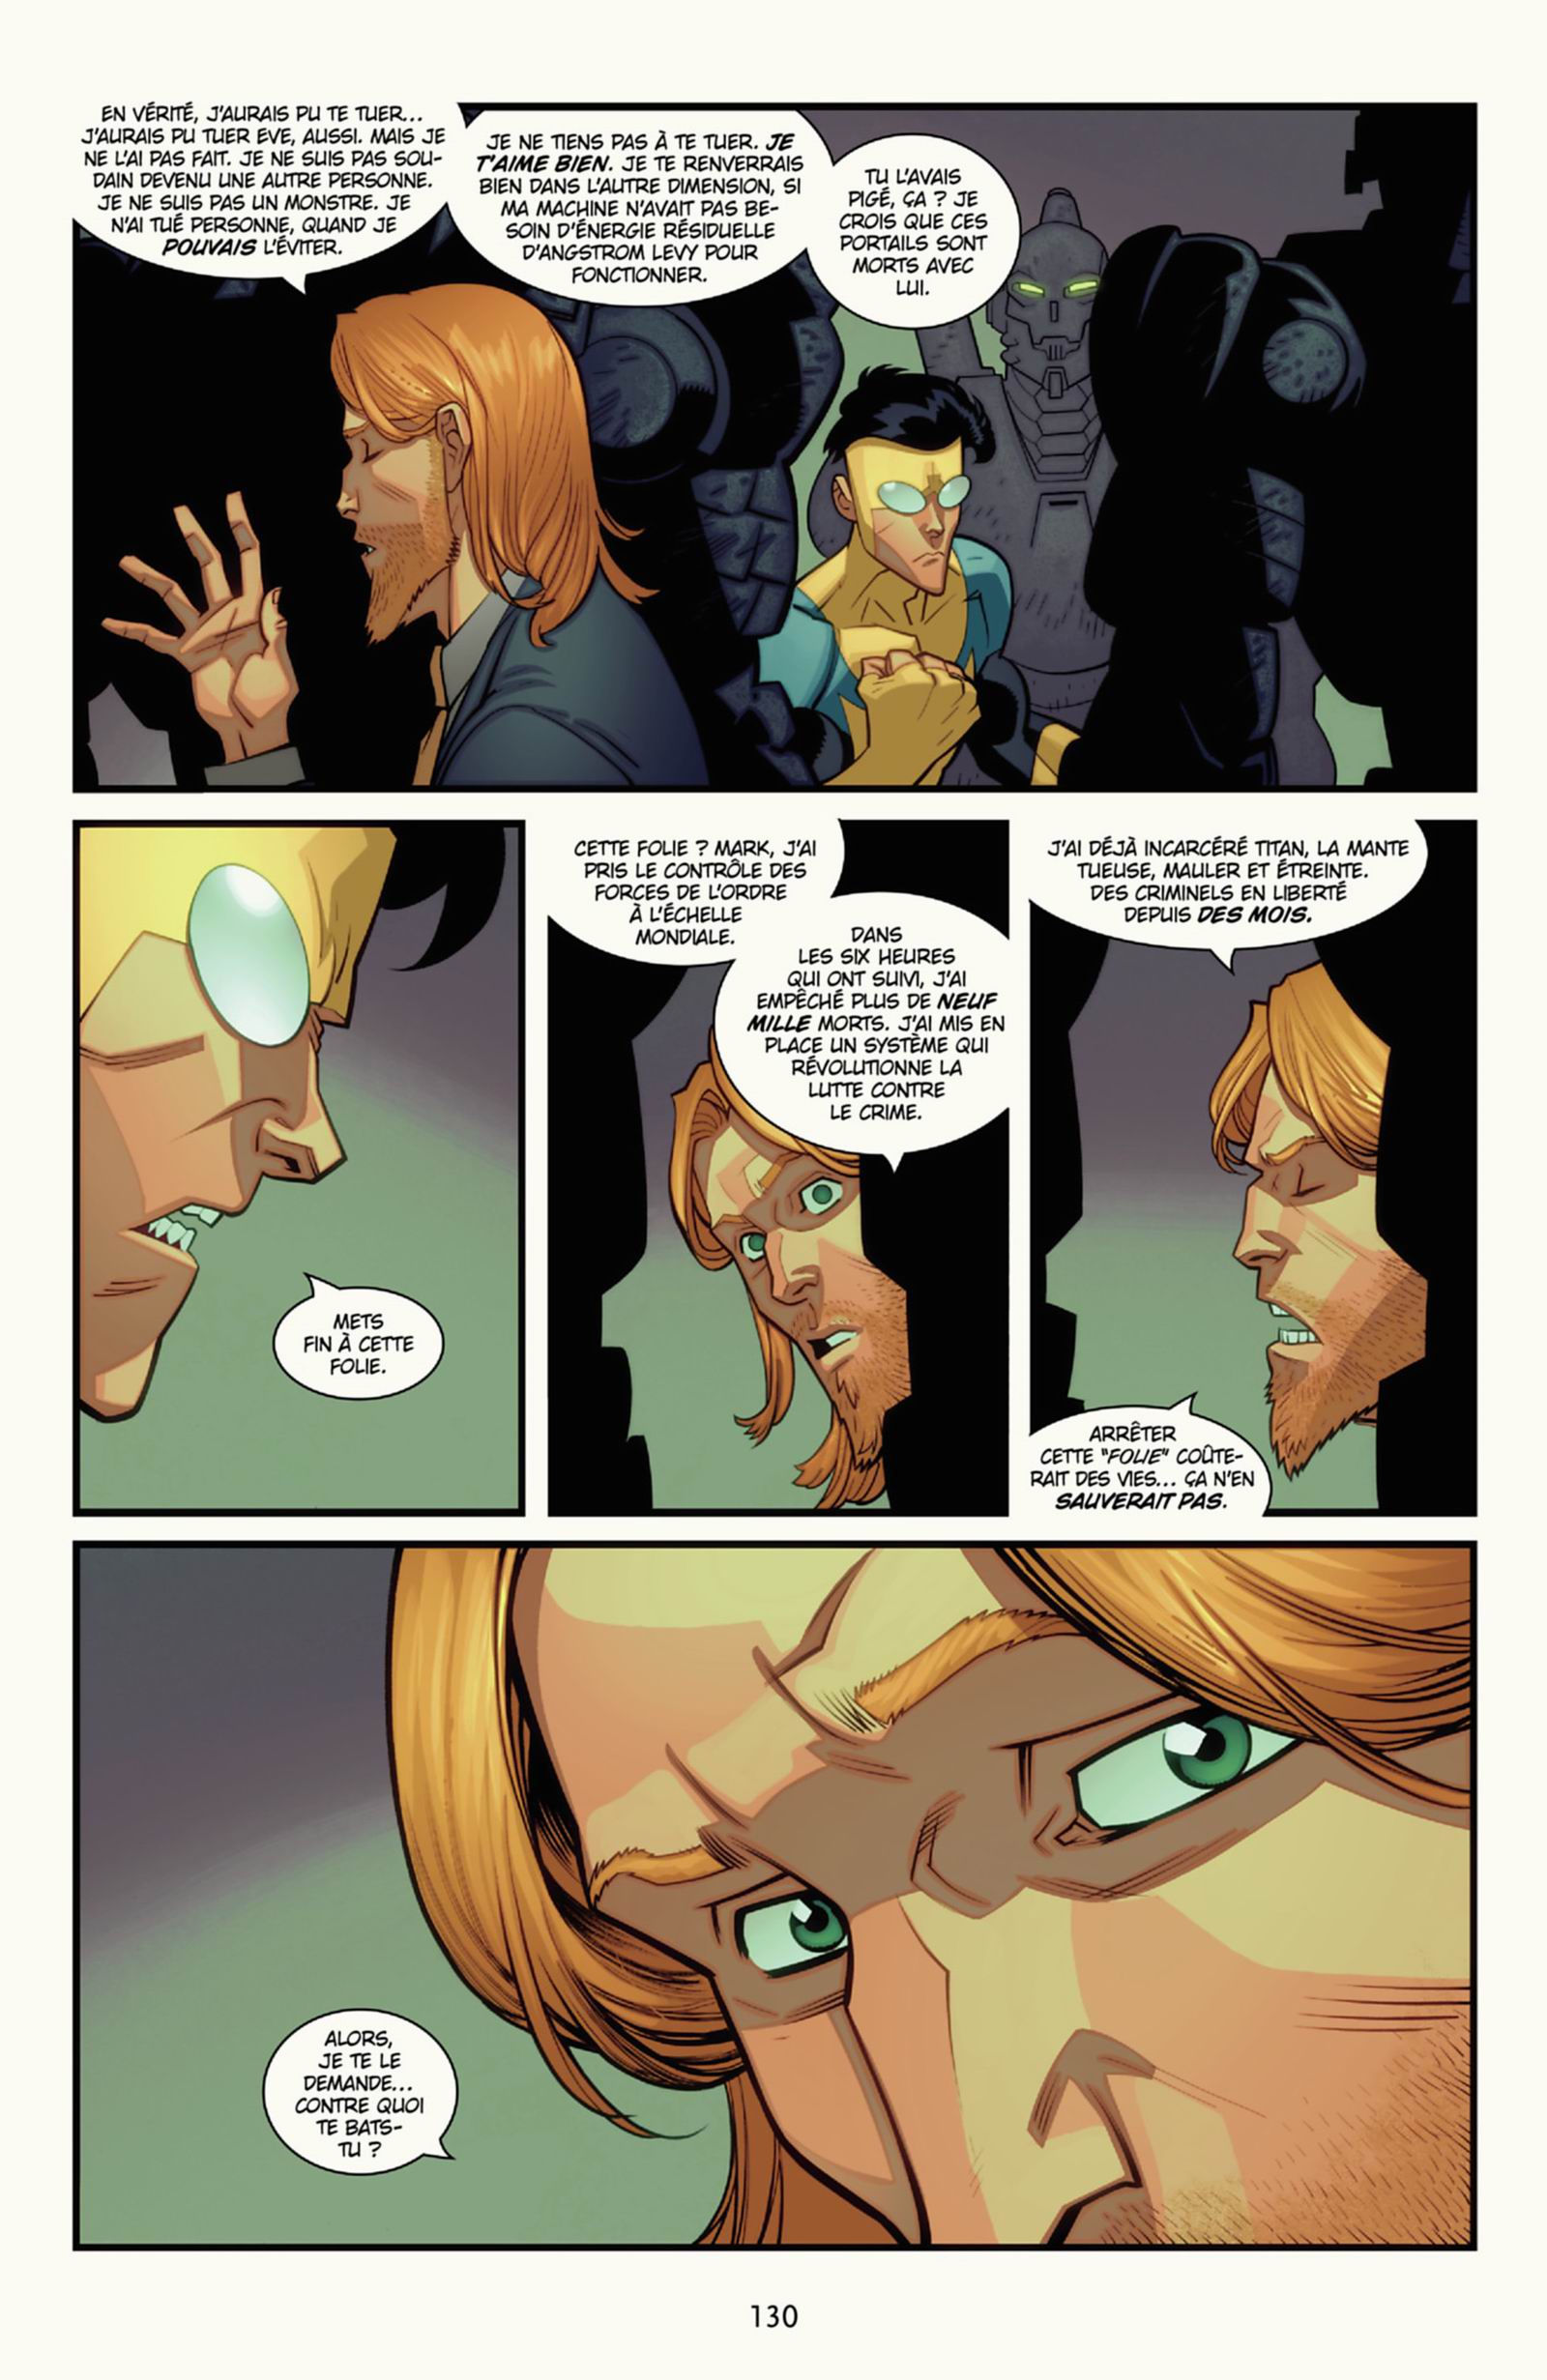 EN VÉRITÉ, J'AURAIS PU TE TUER...
J'AURAIS PU TUER EVE, AUSSI. MAIS JE
NE L'AI PAS FAIT. JE NE SUIS PAS SOU-
DAIN DEVENU UNE AUTRE PERSONNE.
JE NE SUIS PAS UN MONSTRE. JE
N'AI TUÉ PERSONNE, QUAND JE
POUVAIS L'ÉVITER.
JE NE TIENS PAS À TE TUER. JE
T'AIME BIEN. JE TE RENVERRAIS
BIEN DANS L'AUTRE DIMENSION, SI
MA MACHINE N'AVAIT PAS BE-
SOIN D'ÉNERGIE RÉSIDUELLE
D'ANGSTROM LEVY POUR
FONCTIONNER.
TU L'AVAIS
PIGÉ, ÇA ? JE
CROIS QUE CES
PORTAILS SONT
MORTS AVEC
LUI.
METS
FIN À CETTE
FOLIE.
CETTE FOLIE ? MARK, J'AI
PRIS LE CONTRÔLE DES
FORCES DE L'ORDRE
À L'ÉCHELLE
MONDIALE.
DANS
LES SIX HEURES
QUI ONT SUIVI, J'AI
EMPÊCHÉ PLUS DE NEUF
MILLE MORTS. J'AI MIS EN
PLACE UN SYSTÈME QUI
RÉVOLUTIONNE LA
LUTTE CONTRE
LE CRIME.
J'AI DÉJÀ INCARCÉRÉ TITAN, LA MANTE
TUEUSE, MAULER ET ÉTREINTE.
DES CRIMINELS EN LIBERTÉ
DEPUIS DES MOIS.
ARRÊTER
CETTE "FOLIE" COÛTE-
RAIT DES VIES... ÇA N'EN
SAUVERAIT PAS.
ALORS,
JE TE LE
DEMANDE...
CONTRE QUOI
TE BATS-
TU ?
130